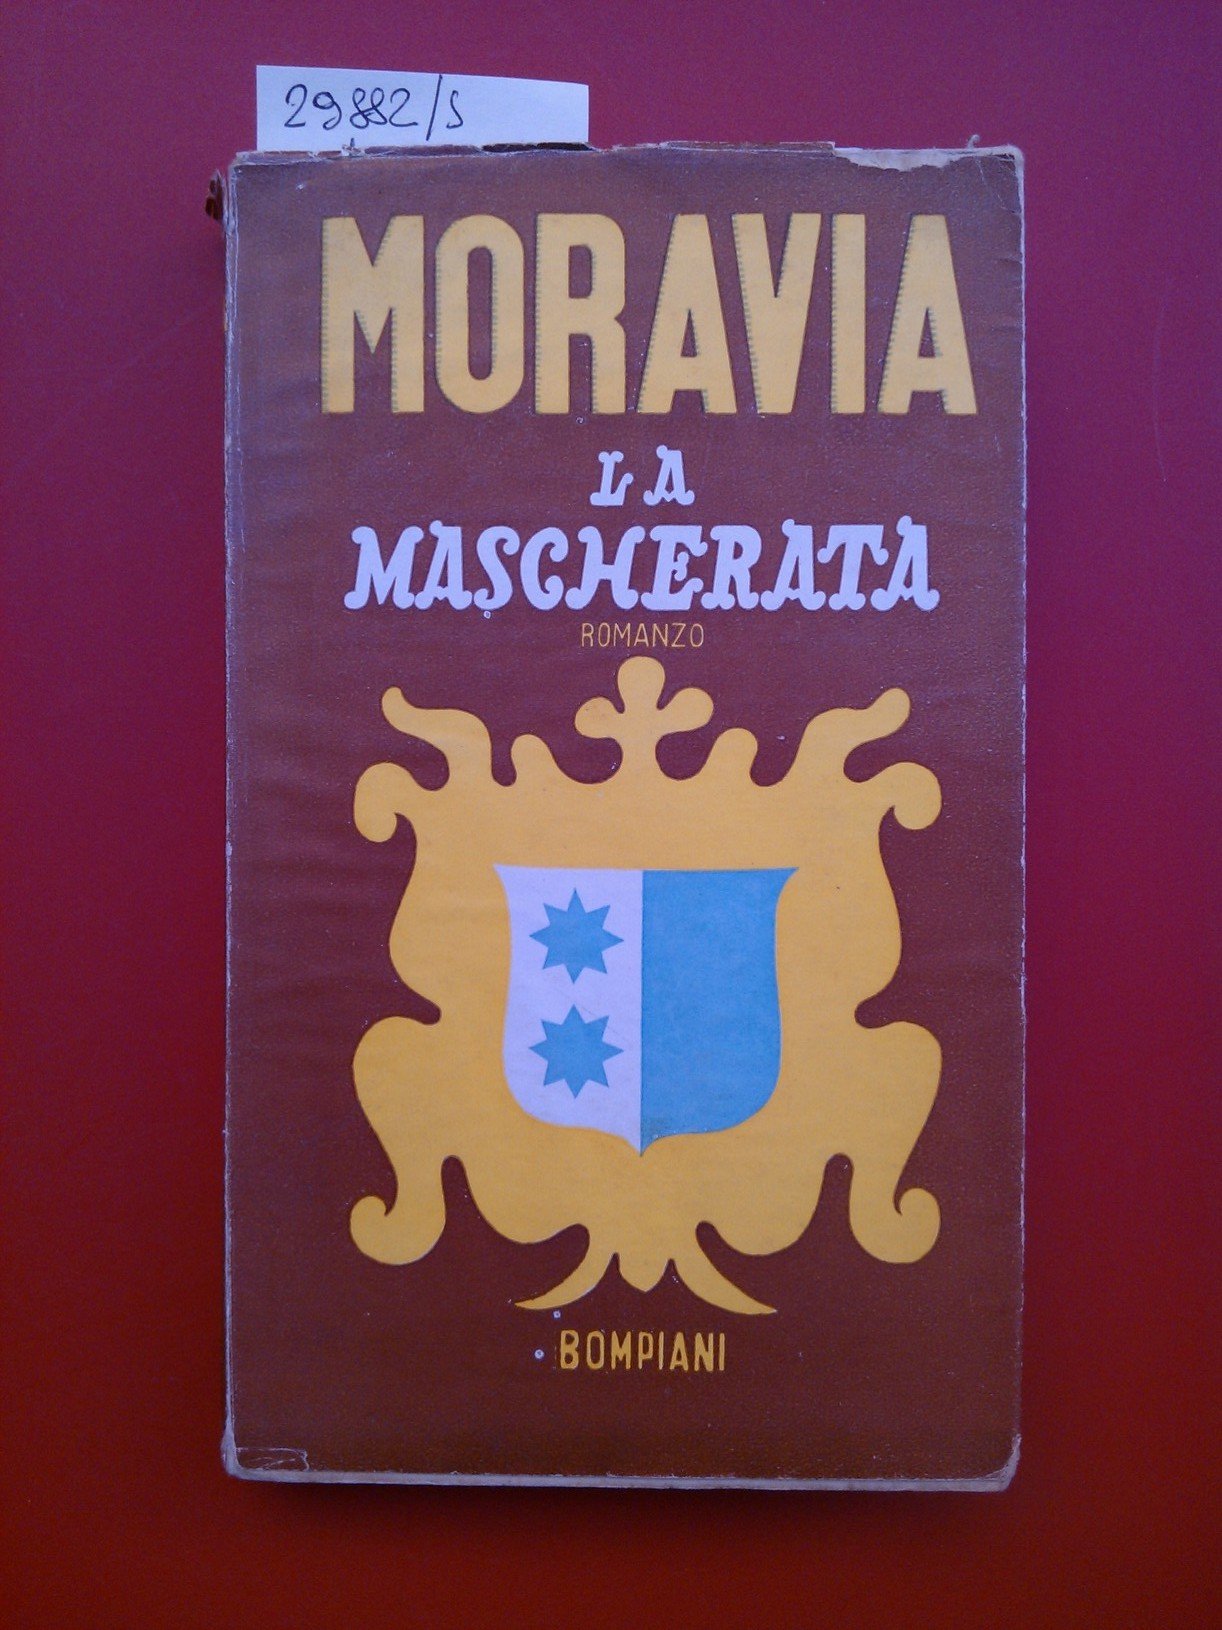 29882/S
MORAVIA
LA
MASCHERATA
ROMANZO
BOMPIANI